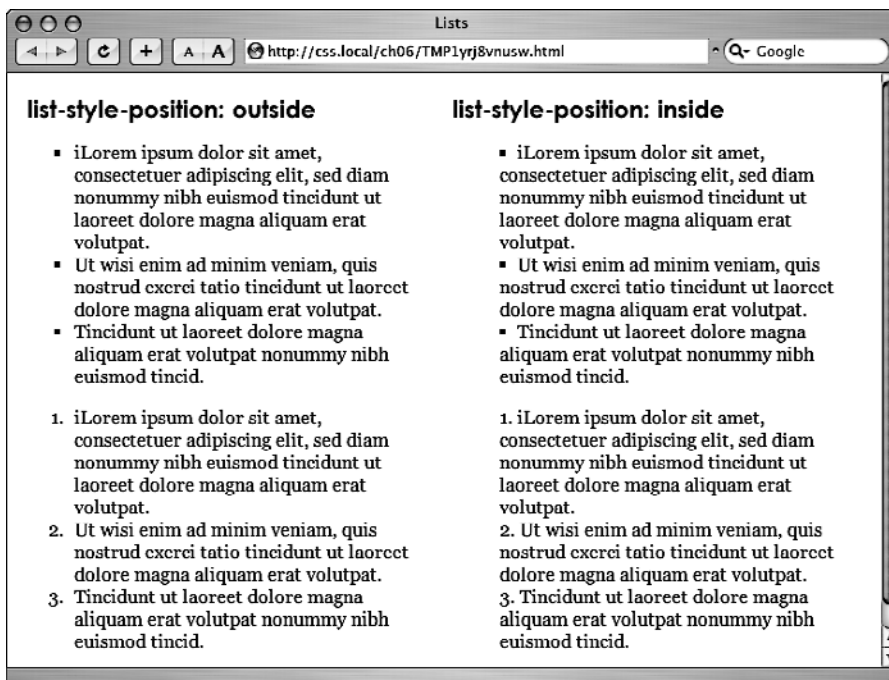 Lists
A A http://css.local/ch06/TMP1yrj8vnusw.html Google
list-style-position: outside
▪ iLorem ipsum dolor sit amet,
consectetuer adipiscing elit, sed diam
nonummy nibh euismod tincidunt ut
laoreet dolore magna aliquam erat
volutpat.
▪ Ut wisi enim ad minim veniam, quis
nostrud exerci tatio tincidunt ut laoreet
dolore magna aliquam erat volutpat.
▪ Tincidunt ut laoreet dolore magna
aliquam erat volutpat nonummy nibh
euismod tincid.
1. iLorem ipsum dolor sit amet,
consectetuer adipiscing elit, sed diam
nonummy nibh euismod tincidunt ut
laoreet dolore magna aliquam erat
volutpat.
2. Ut wisi enim ad minim veniam, quis
nostrud exerci tatio tincidunt ut laoreet
dolore magna aliquam erat volutpat.
3. Tincidunt ut laoreet dolore magna
aliquam erat volutpat nonummy nibh
euismod tincid.
list-style-position: inside
▪ iLorem ipsum dolor sit amet,
consectetuer adipiscing elit, sed diam
nonummy nibh euismod tincidunt ut
laoreet dolore magna aliquam erat
volutpat.
▪ Ut wisi enim ad minim veniam, quis
nostrud exerci tatio tincidunt ut laoreet
dolore magna aliquam erat volutpat.
▪ Tincidunt ut laoreet dolore magna
aliquam erat volutpat nonummy nibh
euismod tincid.
1. iLorem ipsum dolor sit amet,
consectetuer adipiscing elit, sed diam
nonummy nibh euismod tincidunt ut
laoreet dolore magna aliquam erat
volutpat.
2. Ut wisi enim ad minim veniam, quis
nostrud exerci tatio tincidunt ut laoreet
dolore magna aliquam erat volutpat.
3. Tincidunt ut laoreet dolore magna
aliquam erat volutpat nonummy nibh
euismod tincid.